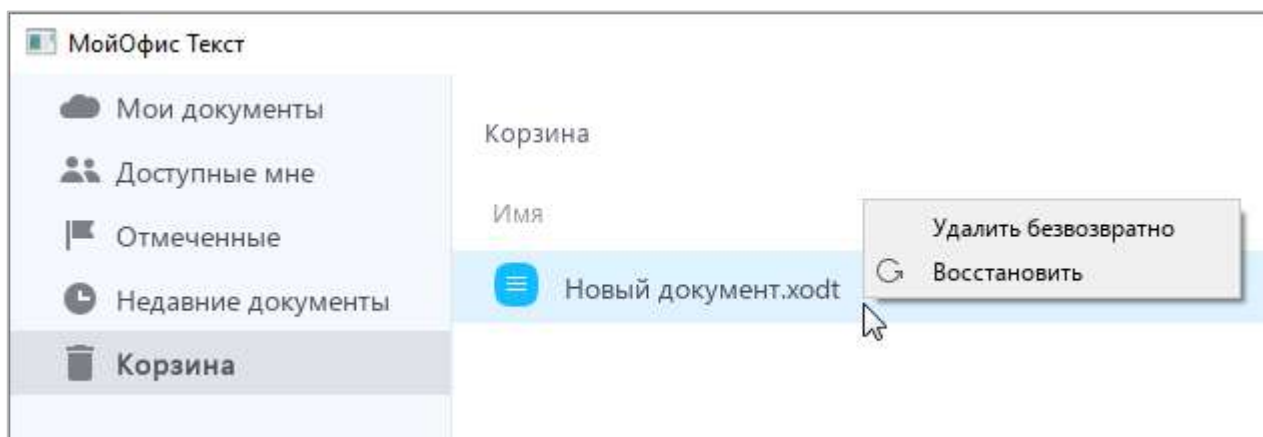 МойОфис Текст
Мои документы
Доступные мне
Отмеченные
Недавние документы
Корзина
Корзина
Имя
Новый документ.xodt
Удалить безвозвратно
Восстановить